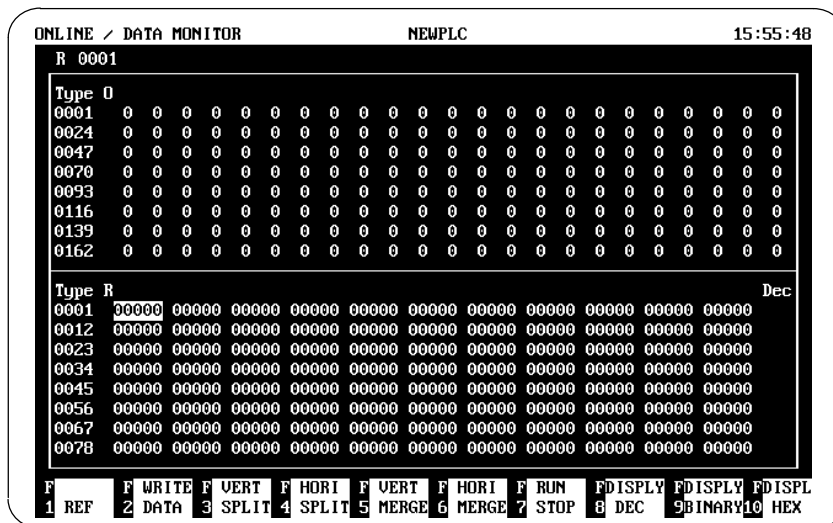 ONLINE / DATA MONITOR NEWPLC 15:55:48
R 0001
Type O
0001 0 0 0 0 0 0 0 0 0 0 0 0 0 0 0 0 0 0 0 0 0 0 0
0024 0 0 0 0 0 0 0 0 0 0 0 0 0 0 0 0 0 0 0 0 0 0 0
0047 0 0 0 0 0 0 0 0 0 0 0 0 0 0 0 0 0 0 0 0 0 0 0
0070 0 0 0 0 0 0 0 0 0 0 0 0 0 0 0 0 0 0 0 0 0 0 0
0093 0 0 0 0 0 0 0 0 0 0 0 0 0 0 0 0 0 0 0 0 0 0 0
0116 0 0 0 0 0 0 0 0 0 0 0 0 0 0 0 0 0 0 0 0 0 0 0
0139 0 0 0 0 0 0 0 0 0 0 0 0 0 0 0 0 0 0 0 0 0 0 0
0162 0 0 0 0 0 0 0 0 0 0 0 0 0 0 0 0 0 0 0 0 0 0 0
Type R Dec
0001 00000 00000 00000 00000 00000 00000 00000 00000 00000 00000 00000
0012 00000 00000 00000 00000 00000 00000 00000 00000 00000 00000 00000
0023 00000 00000 00000 00000 00000 00000 00000 00000 00000 00000 00000
0034 00000 00000 00000 00000 00000 00000 00000 00000 00000 00000 00000
0045 00000 00000 00000 00000 00000 00000 00000 00000 00000 00000 00000
0056 00000 00000 00000 00000 00000 00000 00000 00000 00000 00000 00000
0067 00000 00000 00000 00000 00000 00000 00000 00000 00000 00000 00000
0078 00000 00000 00000 00000 00000 00000 00000 00000 00000 00000 00000
F F WRITE F VERT F HORI F VERT F HORI F RUN FDISPLY FDISPLY FDISPL
1 REF 2 DATA 3 SPLIT 4 SPLIT 5 MERGE 6 MERGE 7 STOP 8 DEC 9BINARY10 HEX